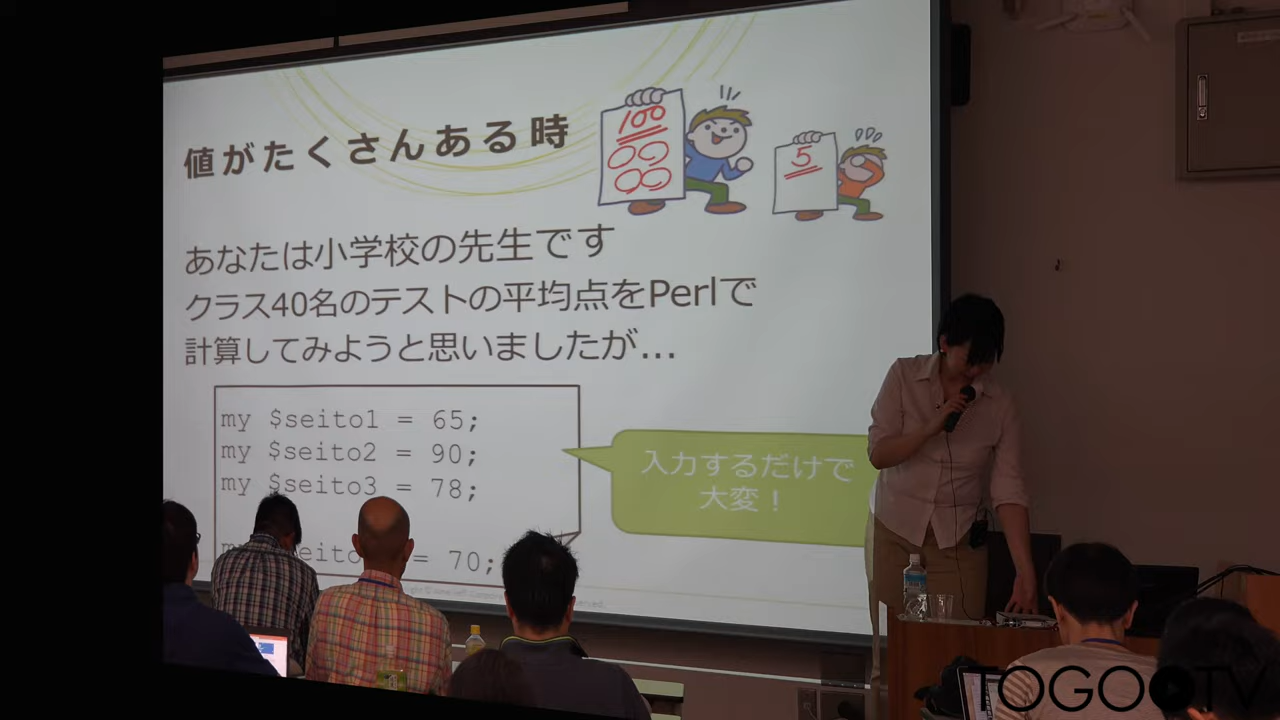 値がたくさんある時
100
5
あなたは小学校の先生です
クラス40名のテストの平均点をPerlで
計算してみようと思いましたが...
my $seito1 = 65;
my $seito2 = 90;
my $seito3 = 78;
= 70;
入力するだけで
大変！
TOGOTV